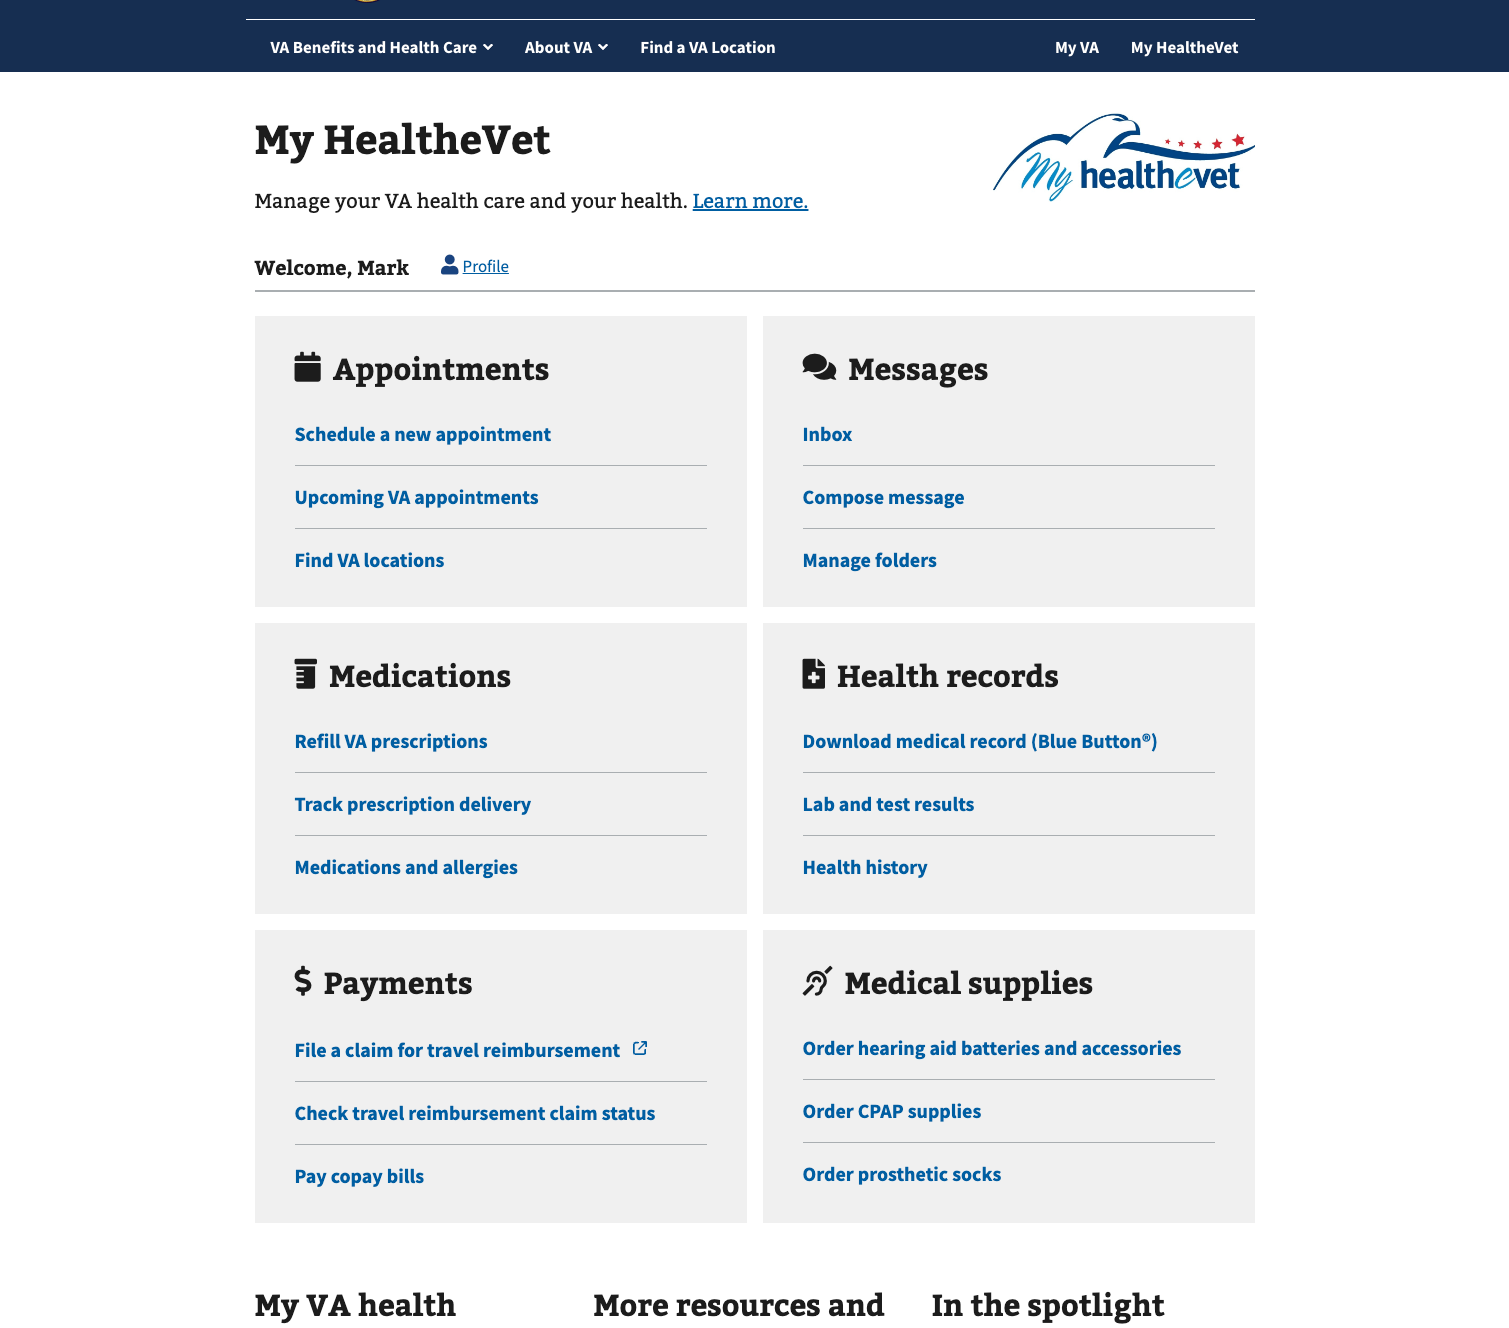 VA Benefits and Health Care
About VA
Find a VA Location
My VA
My HealtheVet
My HealtheVet
My healthevet
Manage your VA health care and your health. Learn more.
Welcome, Mark
Profile
Appointments
Schedule a new appointment
Upcoming VA appointments
Find VA locations
Messages
Inbox
Compose message
Manage folders
Medications
Refill VA prescriptions
Track prescription delivery
Medications and allergies
Health records
Download medical record (Blue Button®)
Lab and test results
Health history
$ Payments
File a claim for travel reimbursement
Check travel reimbursement claim status
Pay copay bills
Medical supplies
Order hearing aid batteries and accessories
Order CPAP supplies
Order prosthetic socks
My VA health
More resources and
In the spotlight